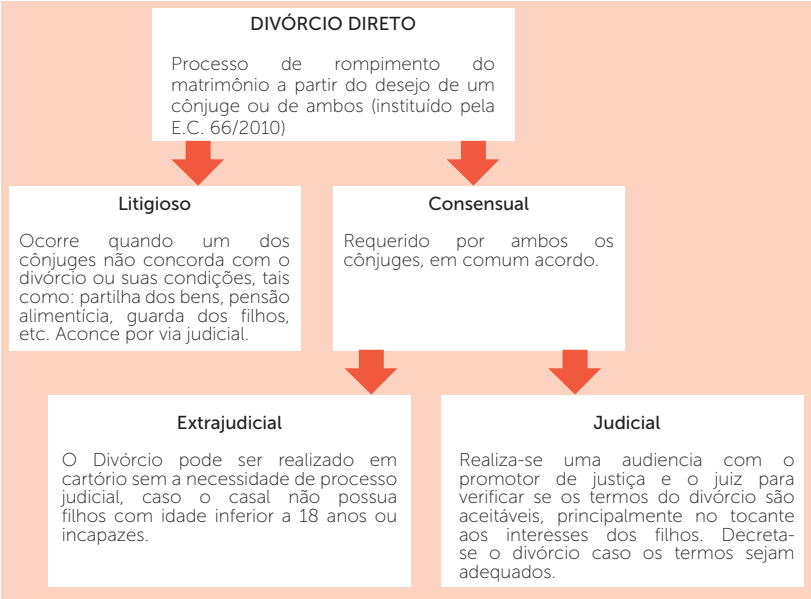 DIVÓRCIO DIRETO
Processo de rompimento do
matrimônio a partir do desejo de um
cônjuge ou de ambos (instituído pela
E.C. 66/2010)
Litigioso
Ocorre quando um dos
cônjuges não concorda com o
divórcio ou suas condições, tais
como: partilha dos bens, pensão
alimentícia, guarda dos filhos,
etc. Aconce por via judicial.
Consensual
Requerido por ambos os
cônjuges, em comum acordo.
Extrajudicial
O Divórcio pode ser realizado em
cartório sem a necessidade de processo
judicial, caso o casal não possua
filhos com idade inferior a 18 anos ou
incapazes.
Judicial
Realiza-se uma audiencia com o
promotor de justiça e o juiz para
verificar se os termos do divórcio são
aceitáveis, principalmente no tocante
aos interesses dos filhos. Decreta-
se o divórcio caso os termos sejam
adequados.